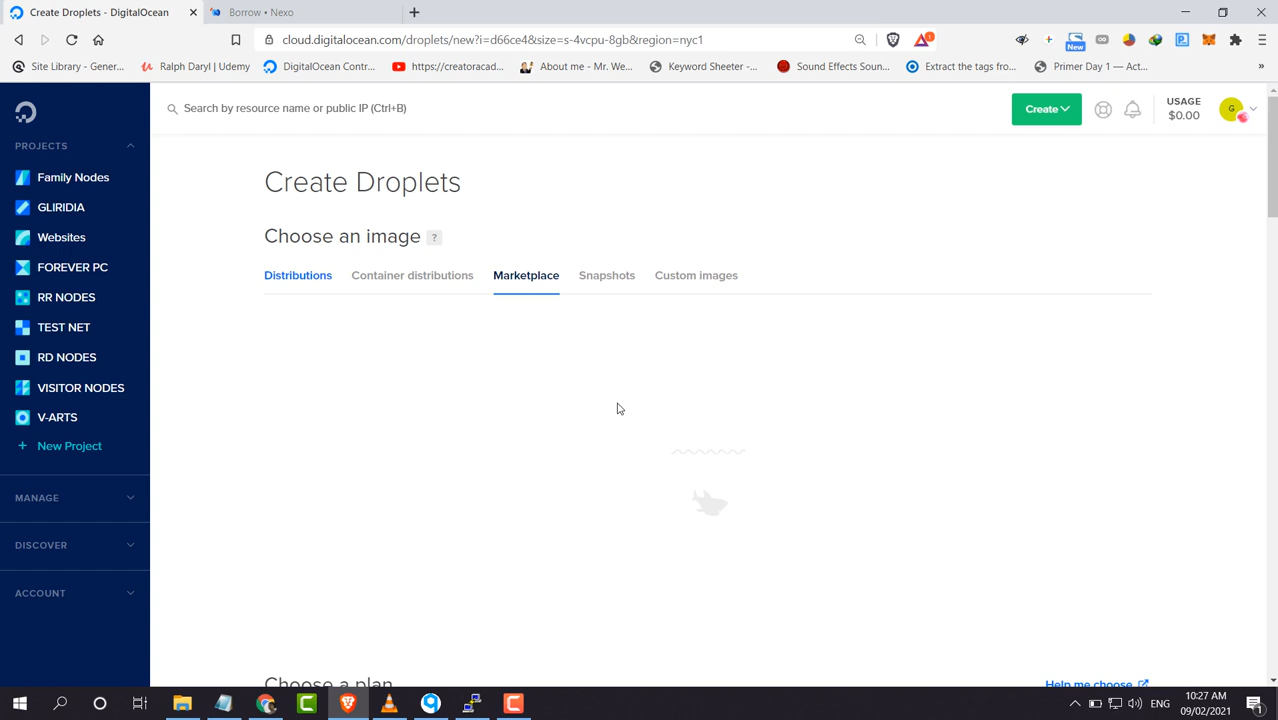 Create Droplets - DigitalOcean
Borrow • Nexo
cloud.digitalocean.com/droplets/new?i=d66ce4&size=s-4vcpu-8gb&region=nyc1
1
New
Site Library - Gener...
Ralph Daryl | Udemy
DigitalOcean Contr...
https://creatoracad...
About me - Mr. We...
Keyword Sheeter -...
Sound Effects Soun...
Extract the tags from...
Primer Day 1 — Act...
»
Search by resource name or public IP (Ctrl+B)
Create
USAGE
$0.00
G
PROJECTS
Family Nodes
GLIRIDIA
Websites
FOREVER PC
RR NODES
TEST NET
RD NODES
VISITOR NODES
V-ARTS
+ New Project
MANAGE
DISCOVER
ACCOUNT
Create Droplets
Choose an image ?
Distributions
Container distributions
Marketplace
Snapshots
Custom images
Choose a plan
Help me choose
ENG
10:27 AM
09/02/2021
1